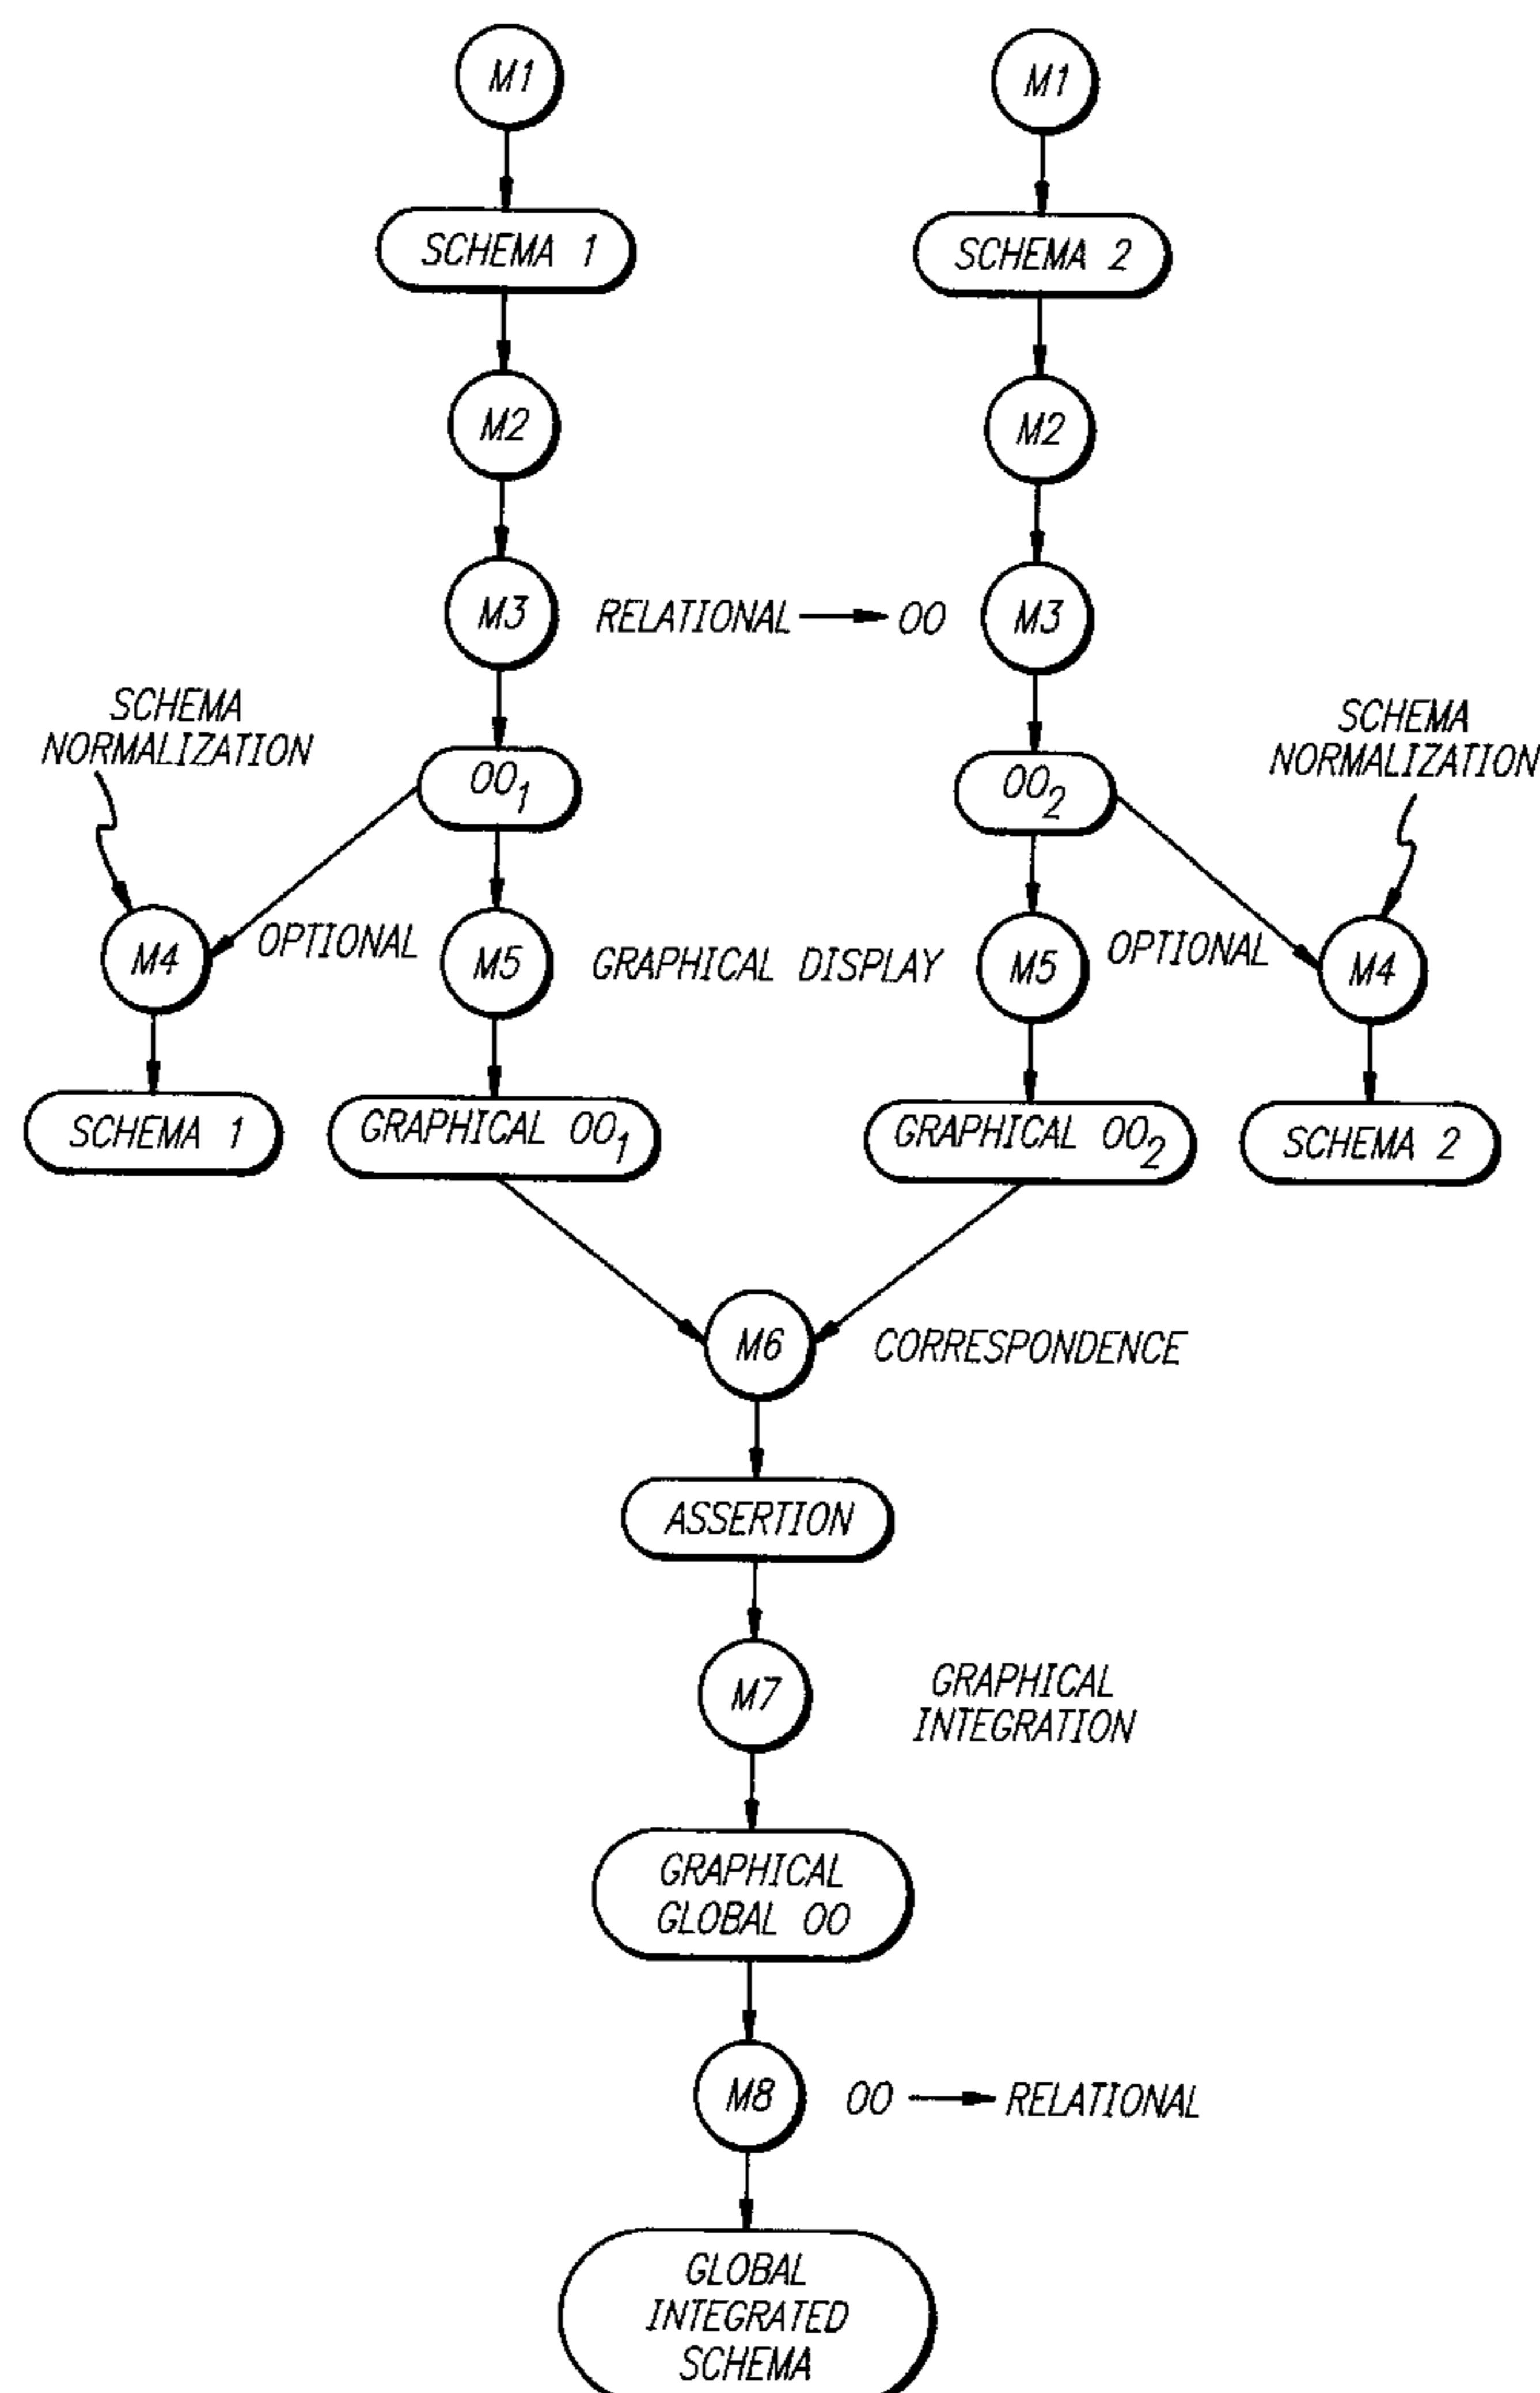 M1
M1
SCHEMA 1
SCHEMA 2
M2
M2
M3
RELATIONAL → OO
M3
SCHEMA
NORMALIZATION
SCHEMA
NORMALIZATION
OO1
OO2
M4
OPTIONAL
M5
GRAPHICAL DISPLAY
M5
OPTIONAL
M4
SCHEMA 1
GRAPHICAL OO1
GRAPHICAL OO2
SCHEMA 2
M6
CORRESPONDENCE
ASSERTION
M7
GRAPHICAL
INTEGRATION
GRAPHICAL
GLOBAL OO
M8
OO → RELATIONAL
GLOBAL
INTEGRATED
SCHEMA